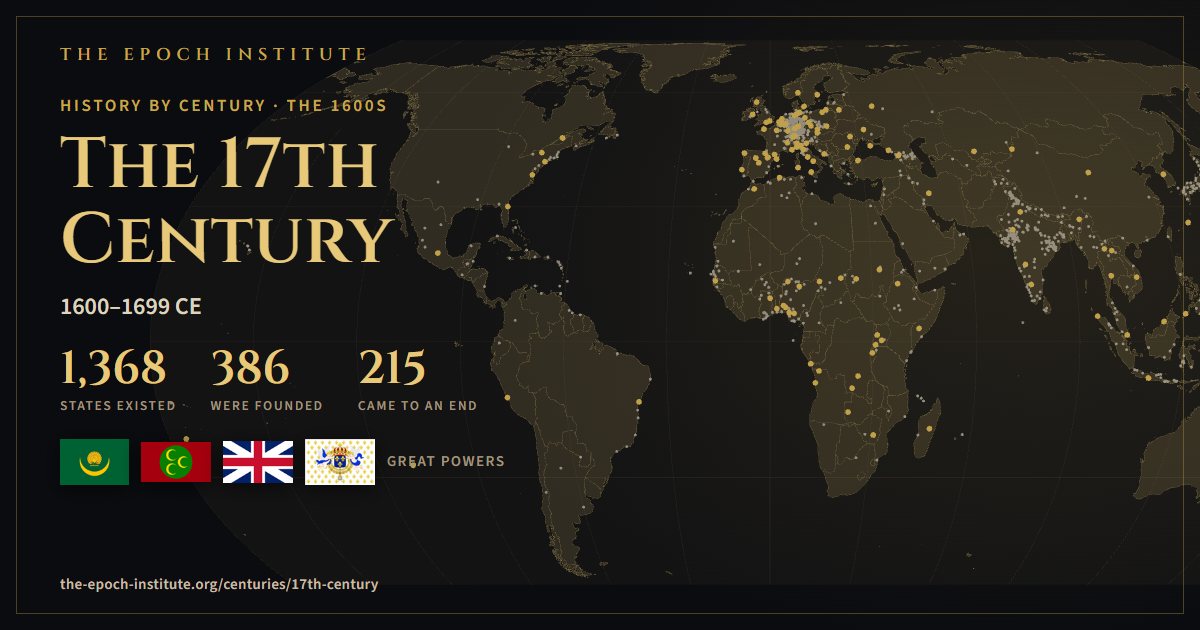 THE EPOCH INSTITUTE
HISTORY BY CENTURY · THE 1600S
THE 17TH
CENTURY
1600–1699 CE
1,368 386 215
STATES EXISTED WERE FOUNDED CAME TO AN END
GREAT POWERS
the-epoch-institute.org/centuries/17th-century